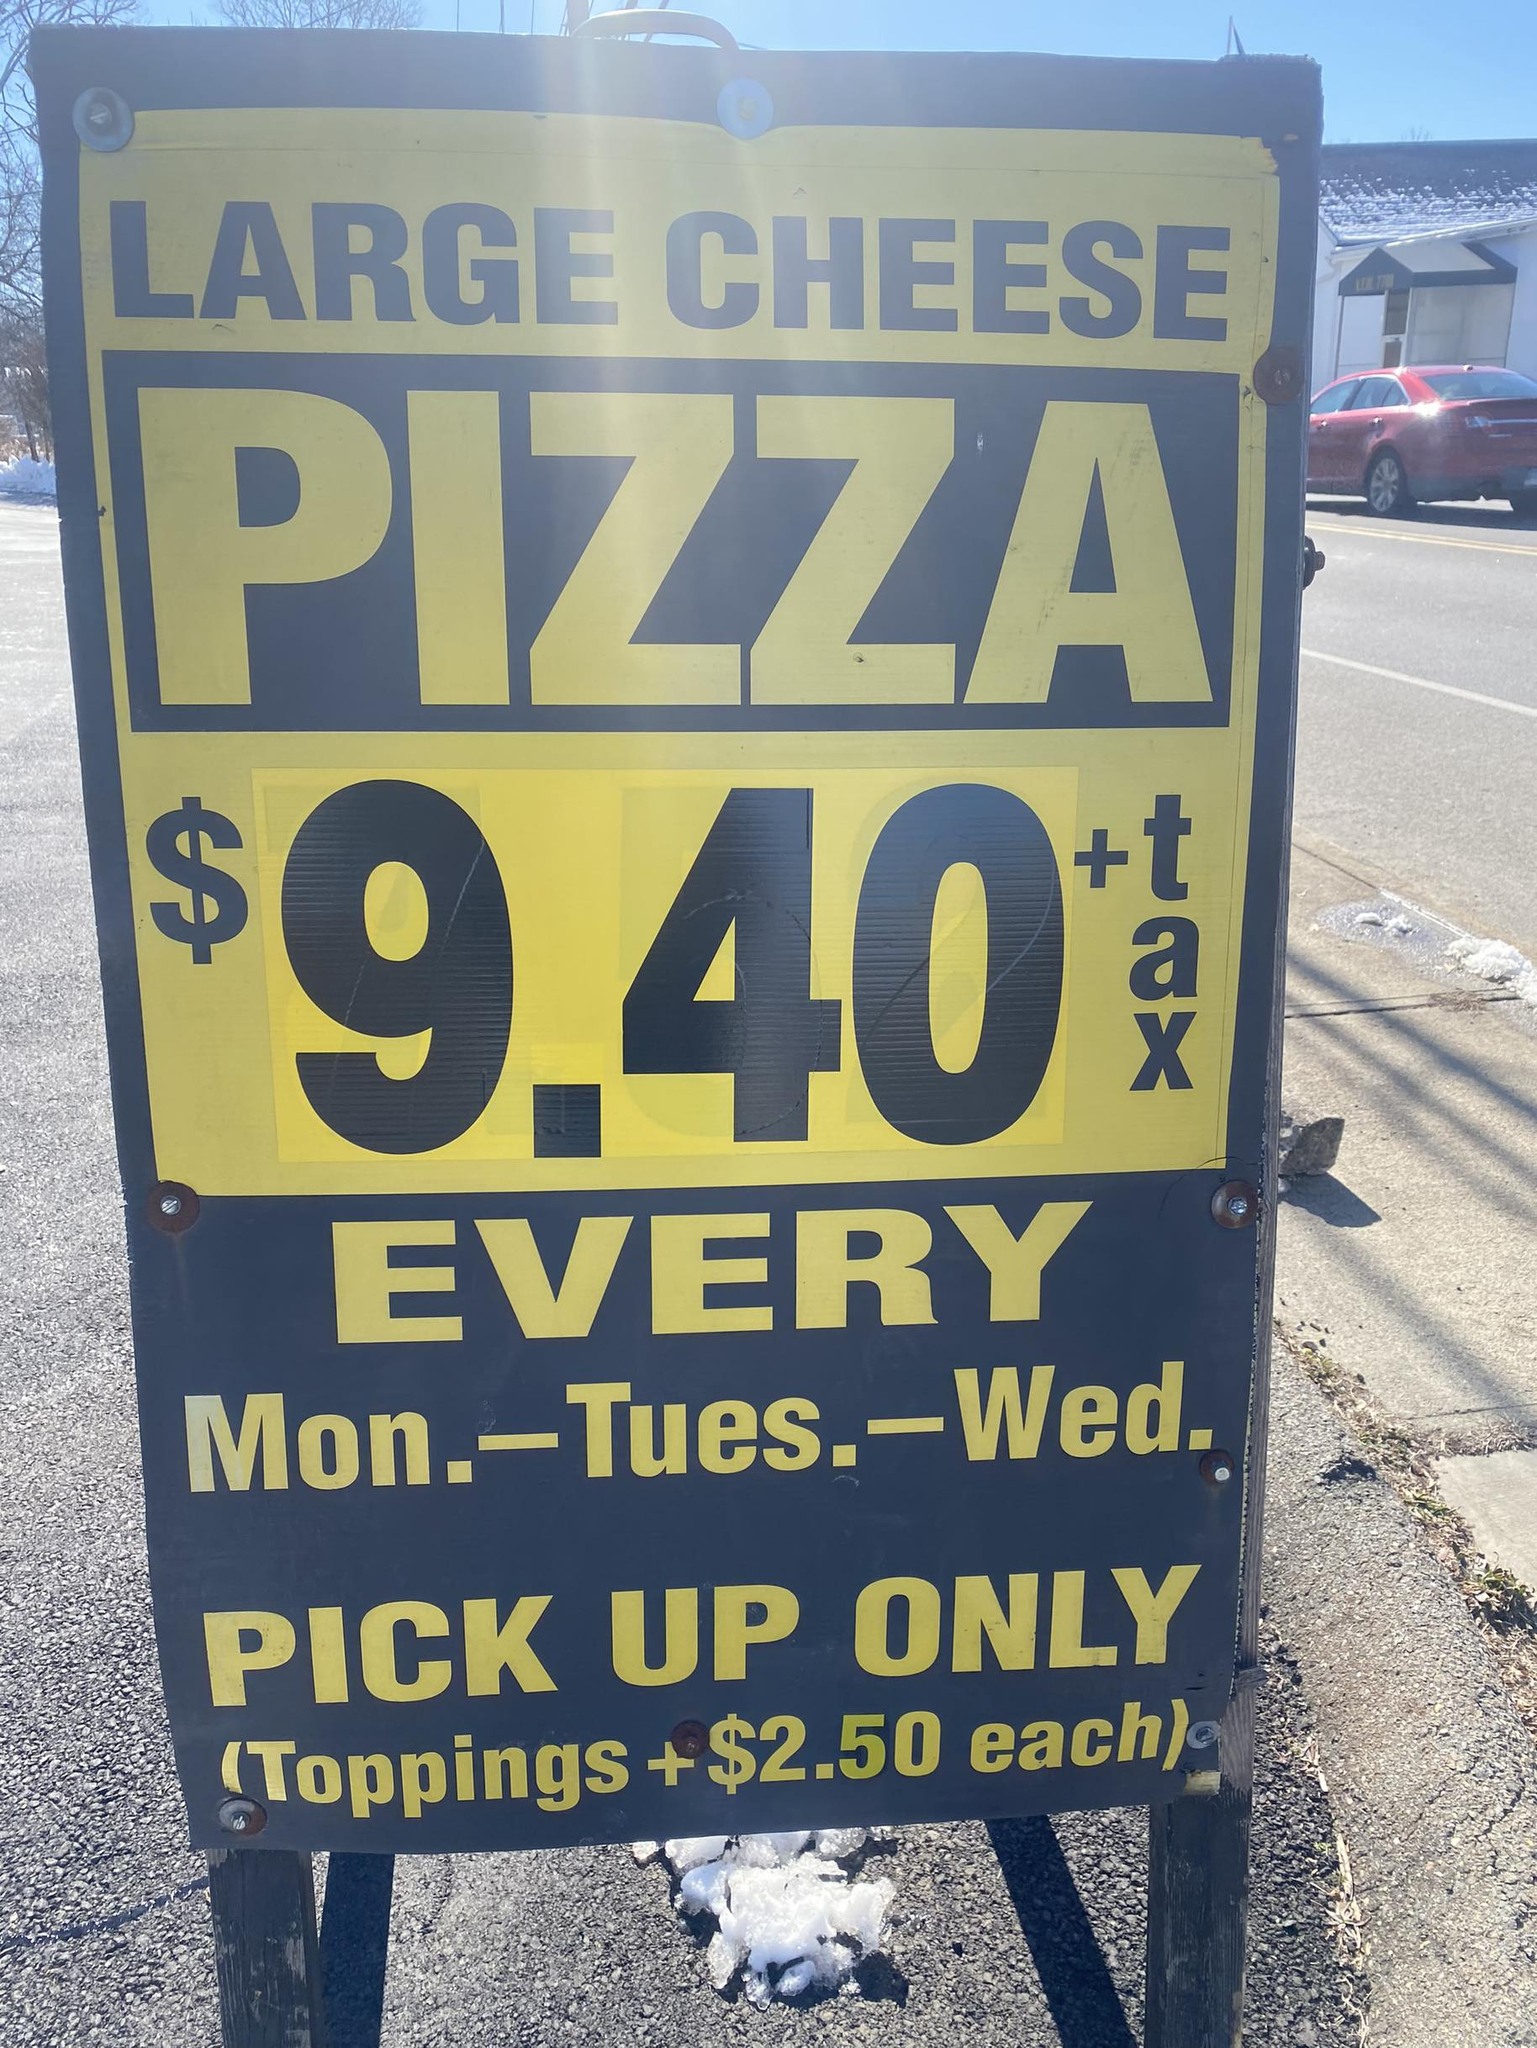 LARGE CHEESE
PIZZA
$9.40 + tax
EVERY
Mon.–Tues.–Wed.
PICK UP ONLY
(Toppings + $2.50 each)